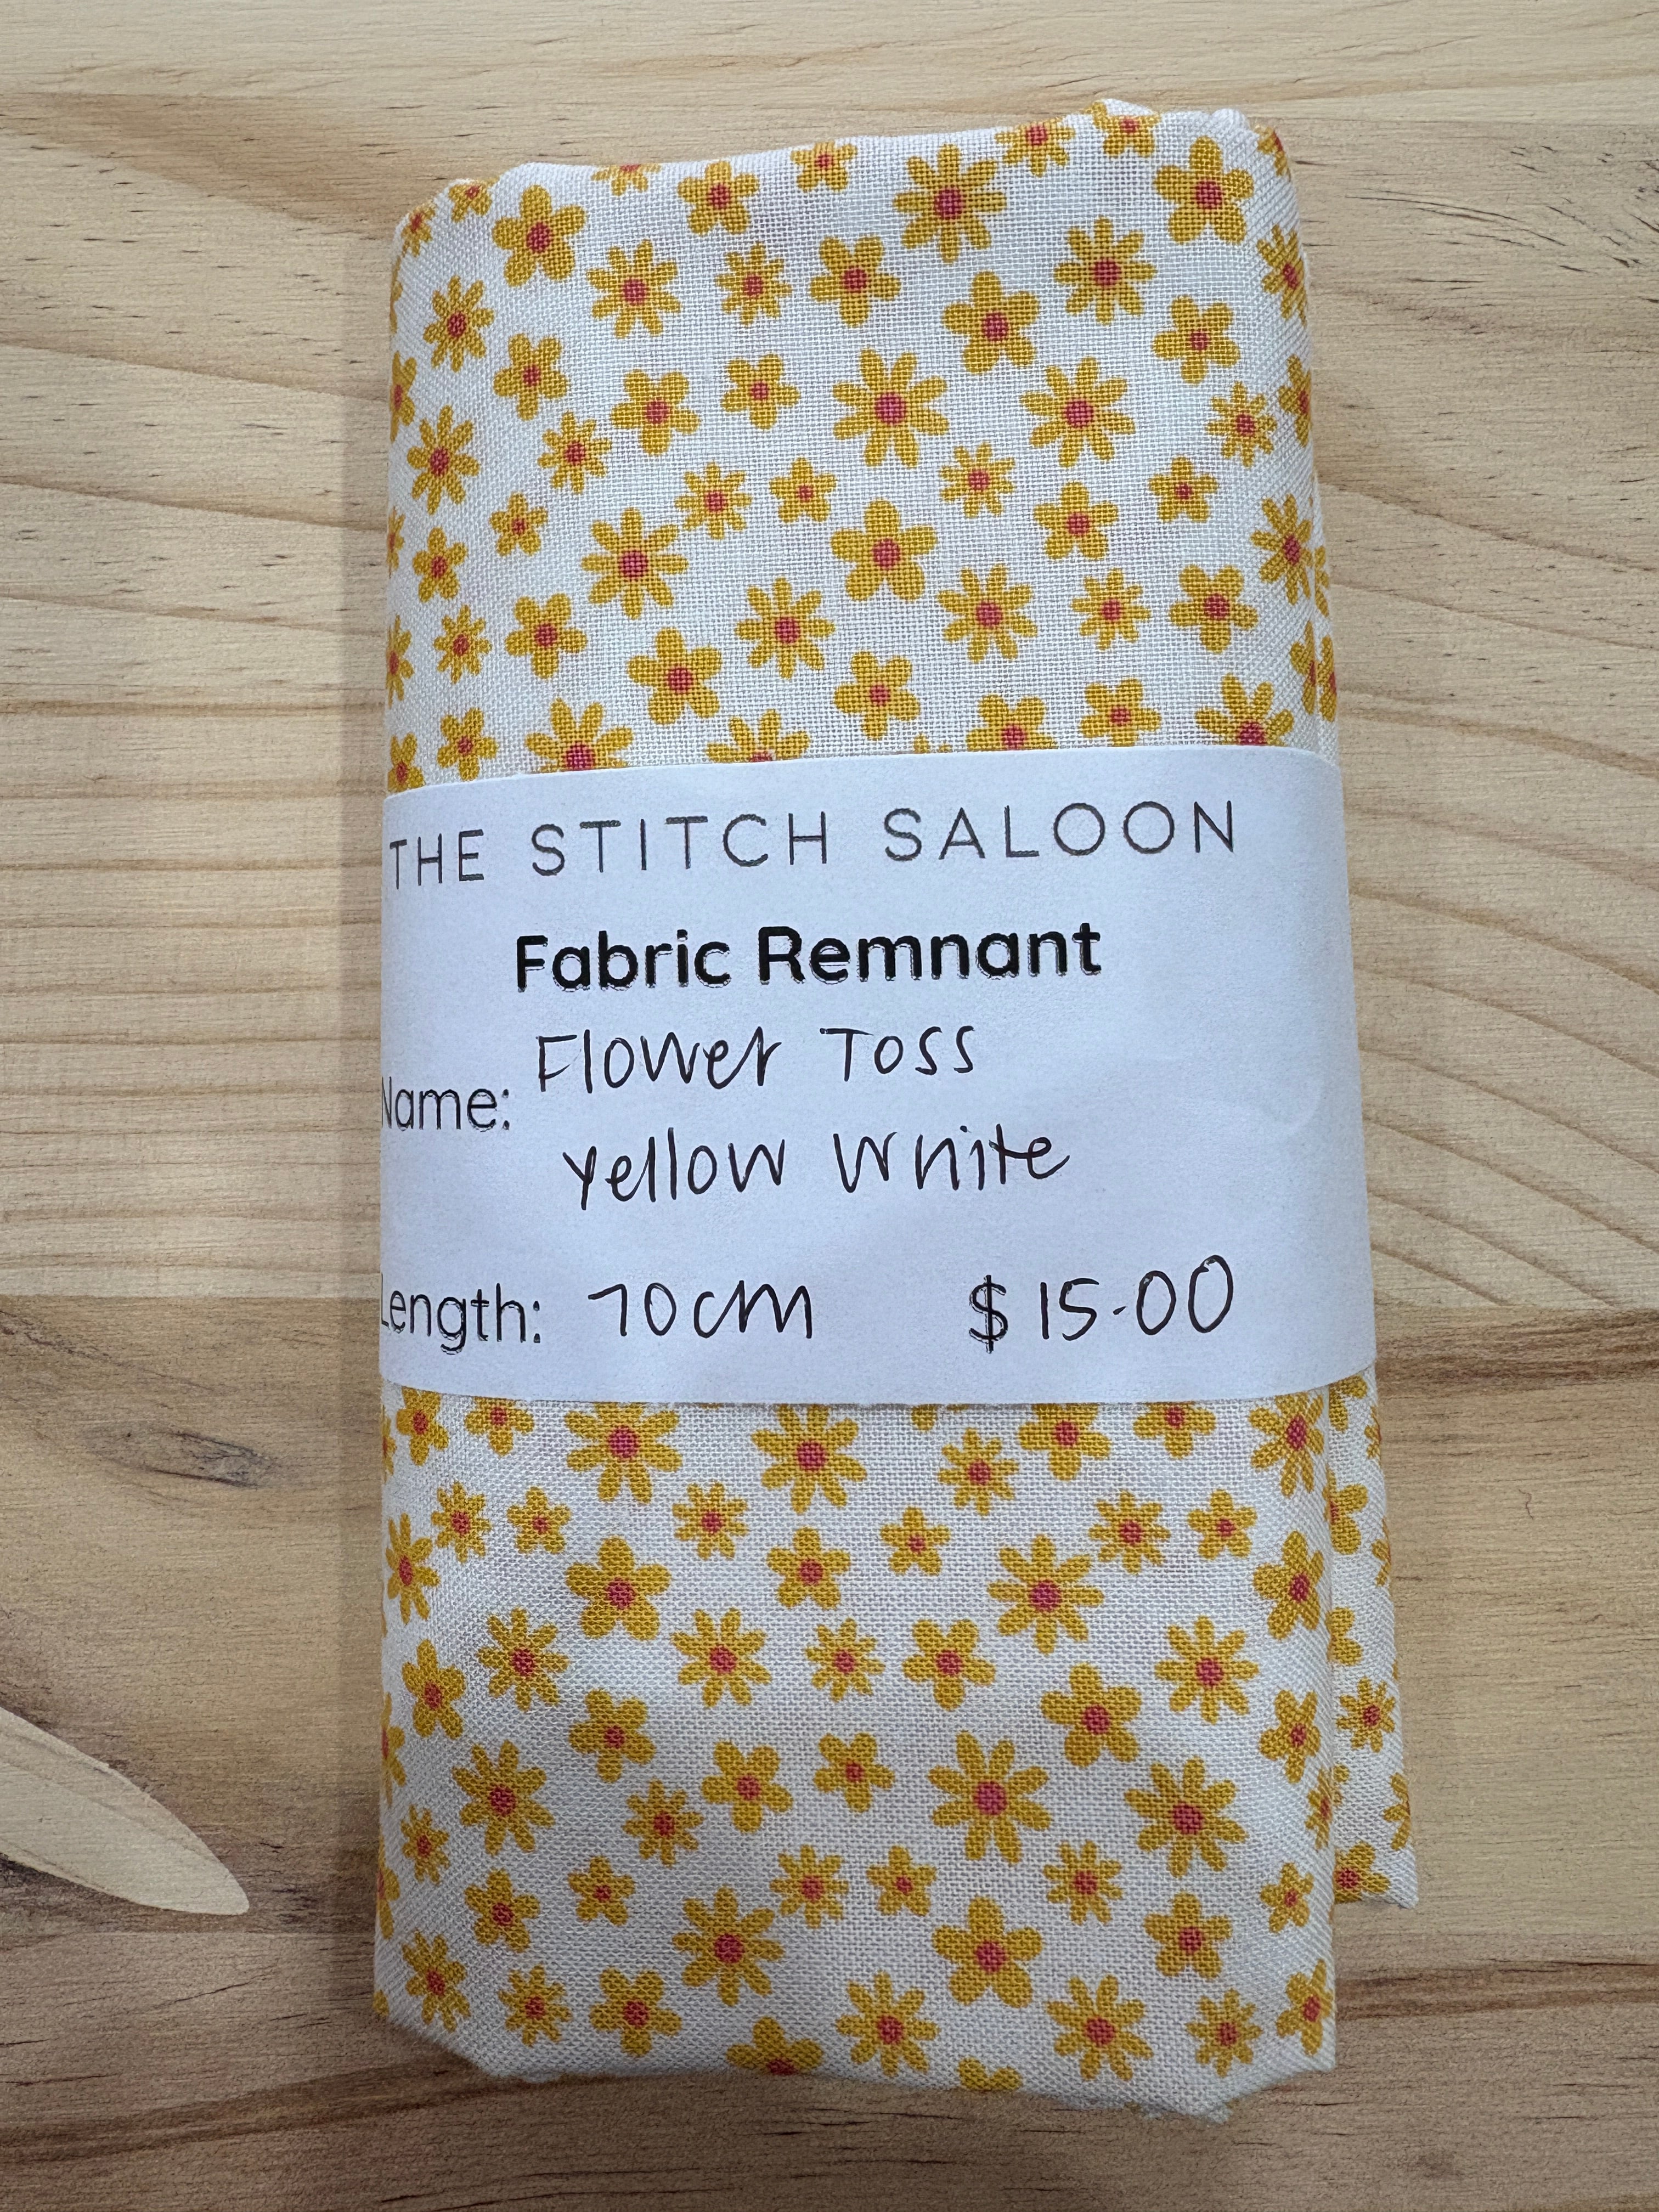 THE STITCH SALOON
Fabric Remnant
Flower Toss
Name:
Yellow White
Length: 70cm $15.00